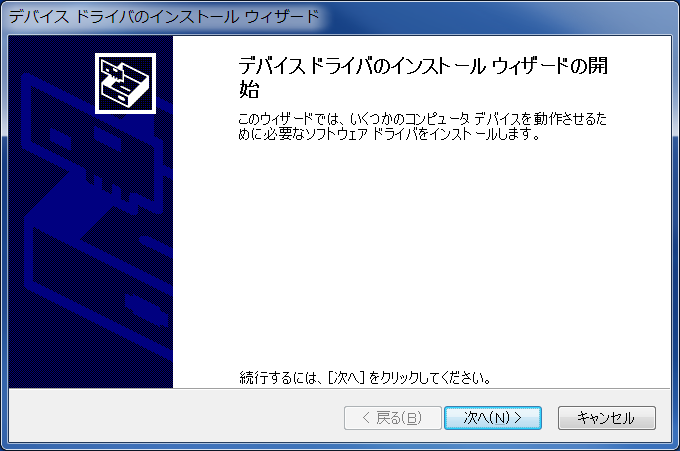 デバイス ドライバのインストール ウィザード
デバイス ドライバのインストール ウィザードの開
始
このウィザードでは、いくつかのコンピュータ デバイスを動作させるた
めに必要なソフトウェア ドライバをインストールします。
続行するには、[次へ] をクリックしてください。
< 戻る(B) 次へ(N) > キャンセル